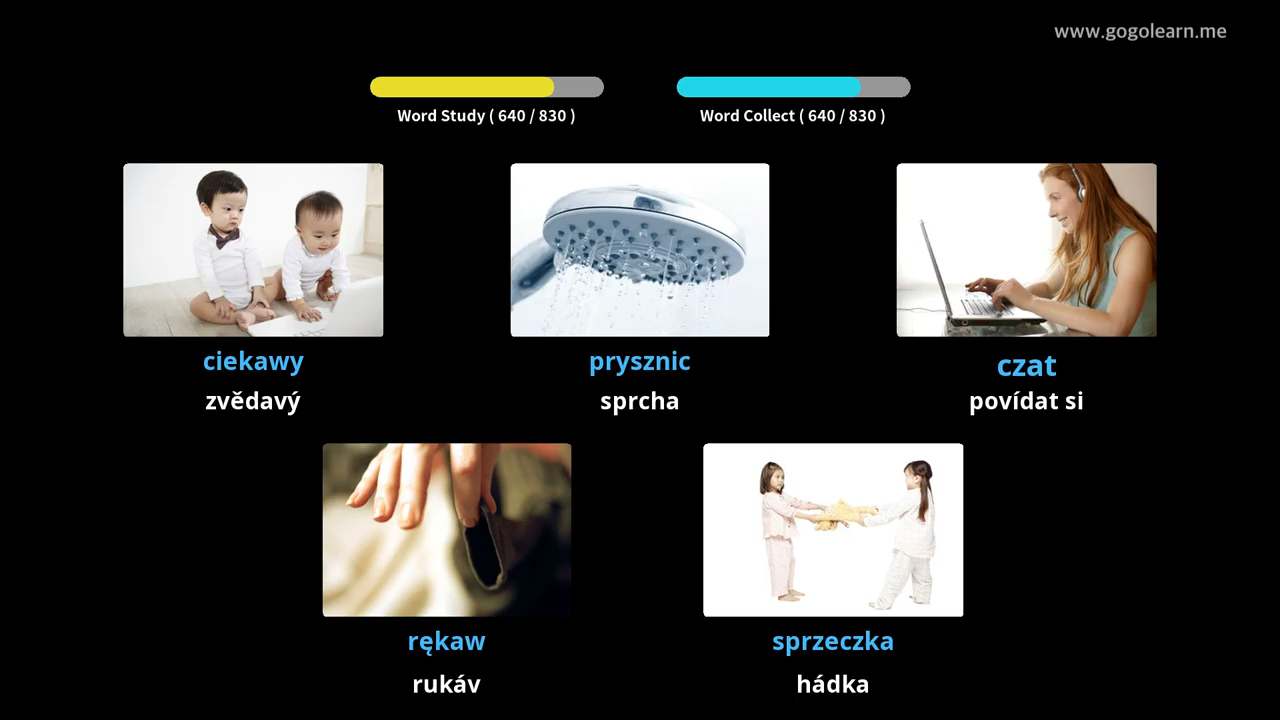 www.gogolearn.me
Word Study ( 640 / 830 )
Word Collect ( 640 / 830 )
ciekawy
zvědavý
prysznic
sprcha
czat
povídat si
rękaw
rukáv
sprzeczka
hádka